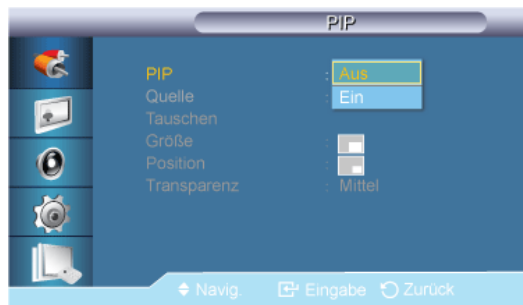 PIP
PIP : Aus
Quelle : Ein
Tauschen
Größe :
Position :
Transparenz : Mittel
Navig. Eingabe Zurück